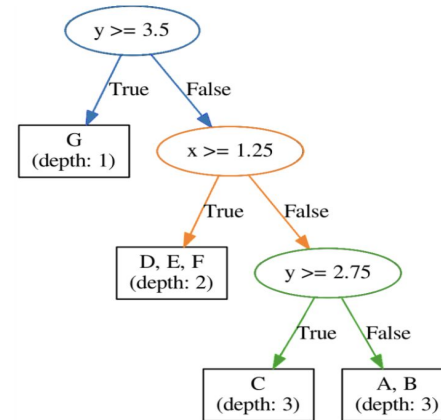 y >= 3.5
True
False
G
(depth: 1)
x >= 1.25
True
False
D, E, F
(depth: 2)
y >= 2.75
True
False
C
(depth: 3)
A, B
(depth: 3)